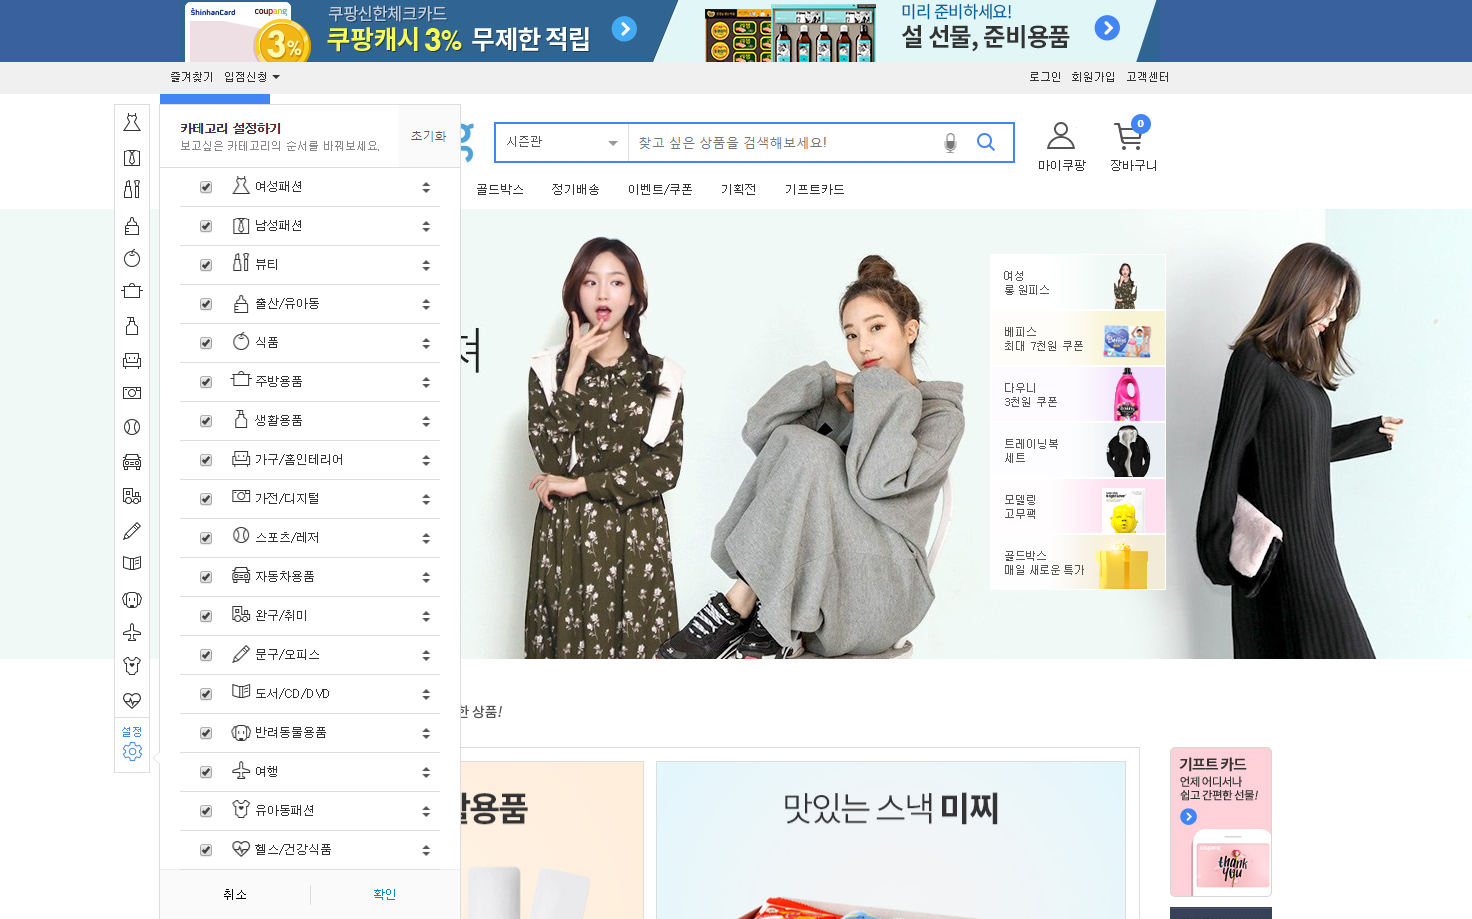 ShinhanCard
coupang
3%
쿠팡신한체크카드
쿠팡캐시 3% 무제한 적립
미리 준비하세요!
설 선물, 준비용품
즐겨찾기 입점신청
로그인 회원가입 고객센터
카테고리 설정하기
보고싶은 카테고리의 순서를 바꿔보세요.
초기화
g
시즌관
찾고 싶은 상품을 검색해보세요!
마이쿠팡
0
장바구니
골드박스 정기배송 이벤트/쿠폰 기획전 기프트카드
여성패션
남성패션
뷰티
출산/유아동
식품
주방용품
생활용품
가구/홈인테리어
가전/디지털
스포츠/레저
자동차용품
완구/취미
문구/오피스
도서/CD/DVD
반려동물용품
여행
유아동패션
헬스/건강식품
취소
확인
설정
져
여성
롱 원피스
베피스
최대 7천원 쿠폰
다우니
3천원 쿠폰
트레이닝복
세트
모델링
고무팩
골드박스
매일 새로운 특가
한 상품!
활용품
맛있는 스낵 미찌
기프트 카드
언제 어디서나
쉽고 간편한 선물!
thank
YOU